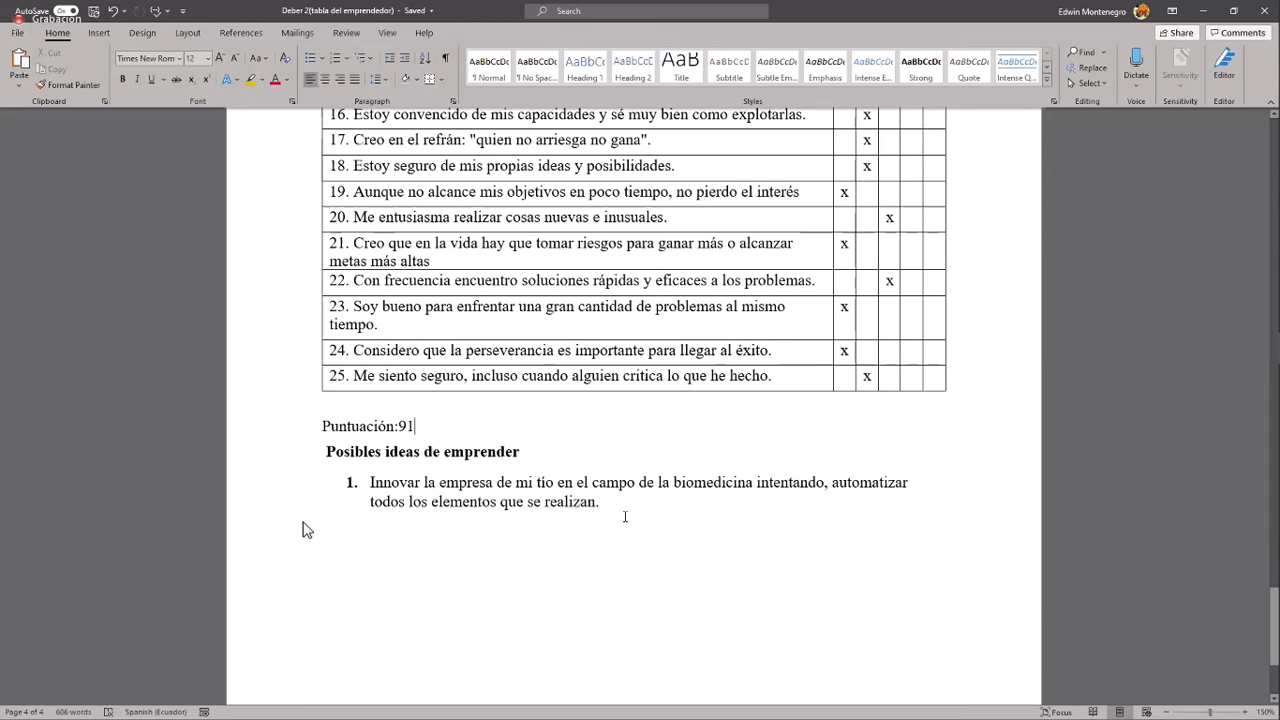 AutoSave On Deber 2(tabla del emprendedor) - Saved Search Edwin Montenegro
Grabación
File Home Insert Design Layout References Mailings Review View Help Share Comments
Paste Cut Copy Format Painter
Clipboard
Times New Rom 12
Font
Paragraph
AaBbCcDc AaBbCcDc AaBbCc AaBbCcD AaB AaBbCcD AaBbCcDc AaBbCcDc AaBbCcDc AaBbCcDc AaBbCcDc AaBbCcDc
¶ Normal ¶ No Spac... Heading 1 Heading 2 Title Subtitle Subtle Em... Emphasis Intense E... Strong Quote Intense Q...
Styles
Find
Replace
Select
Editing
Dictate
Voice
Sensitivity
Sensitivity
Editor
Editor
16. Estoy convencido de mis capacidades y sé muy bien como explotarlas. x
17. Creo en el refrán: "quien no arriesga no gana". x
18. Estoy seguro de mis propias ideas y posibilidades. x
19. Aunque no alcance mis objetivos en poco tiempo, no pierdo el interés x
20. Me entusiasma realizar cosas nuevas e inusuales. x
21. Creo que en la vida hay que tomar riesgos para ganar más o alcanzar x
metas más altas
22. Con frecuencia encuentro soluciones rápidas y eficaces a los problemas. x
23. Soy bueno para enfrentar una gran cantidad de problemas al mismo x
tiempo.
24. Considero que la perseverancia es importante para llegar al éxito. x
25. Me siento seguro, incluso cuando alguien critica lo que he hecho. x
Puntuación:91
Posibles ideas de emprender
1. Innovar la empresa de mi tío en el campo de la biomedicina intentando, automatizar
todos los elementos que se realizan.
Page 4 of 4 606 words Spanish (Ecuador) Focus 150%